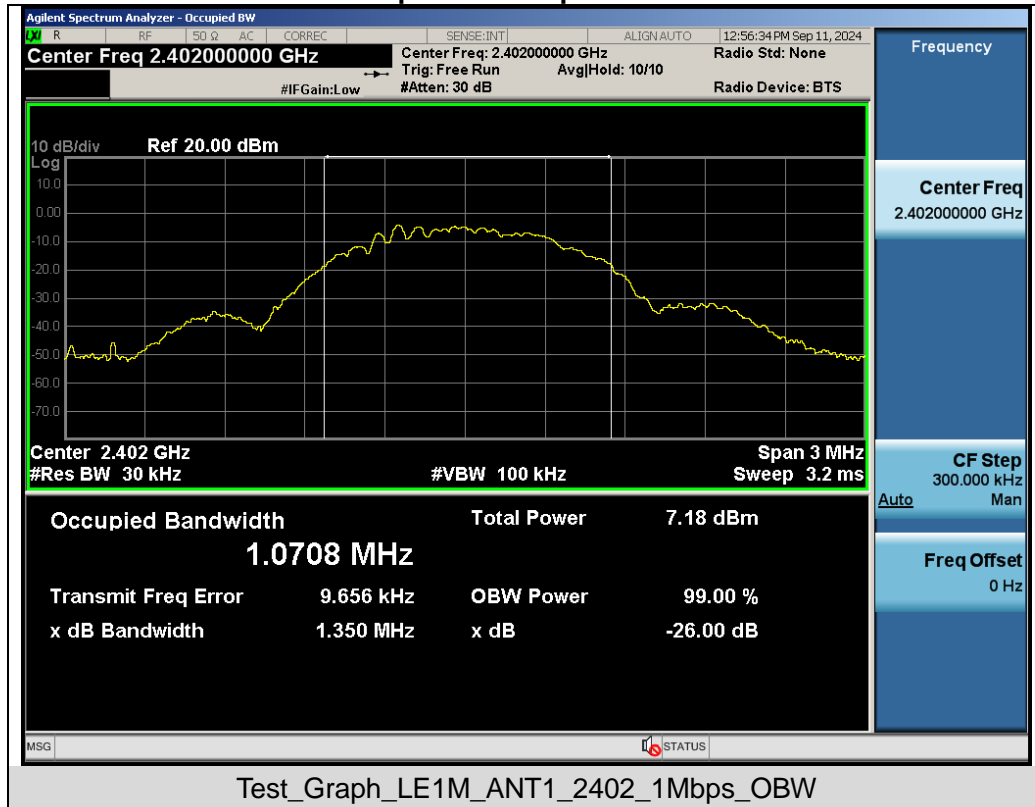 Agilent Spectrum Analyzer - Occupied BW
LXI R RF 50 Ω AC CORREC SENSE:INT ALIGN AUTO 12:56:34 PM Sep 11, 2024
Center Freq 2.402000000 GHz
Center Freq: 2.402000000 GHz Radio Std: None
Trig: Free Run Avg|Hold: 10/10
#IFGain:Low #Atten: 30 dB Radio Device: BTS
Frequency
10 dB/div Ref 20.00 dBm
Log
10.0
0.00
-10.0
-20.0
-30.0
-40.0
-50.0
-60.0
-70.0
Center 2.402 GHz Span 3 MHz
#Res BW 30 kHz #VBW 100 kHz Sweep 3.2 ms
Center Freq
2.402000000 GHz
CF Step
300.000 kHz
Auto Man
Freq Offset
0 Hz
Occupied Bandwidth Total Power 7.18 dBm
1.0708 MHz
Transmit Freq Error 9.656 kHz OBW Power 99.00 %
x dB Bandwidth 1.350 MHz x dB -26.00 dB
MSG STATUS
Test_Graph_LE1M_ANT1_2402_1Mbps_OBW